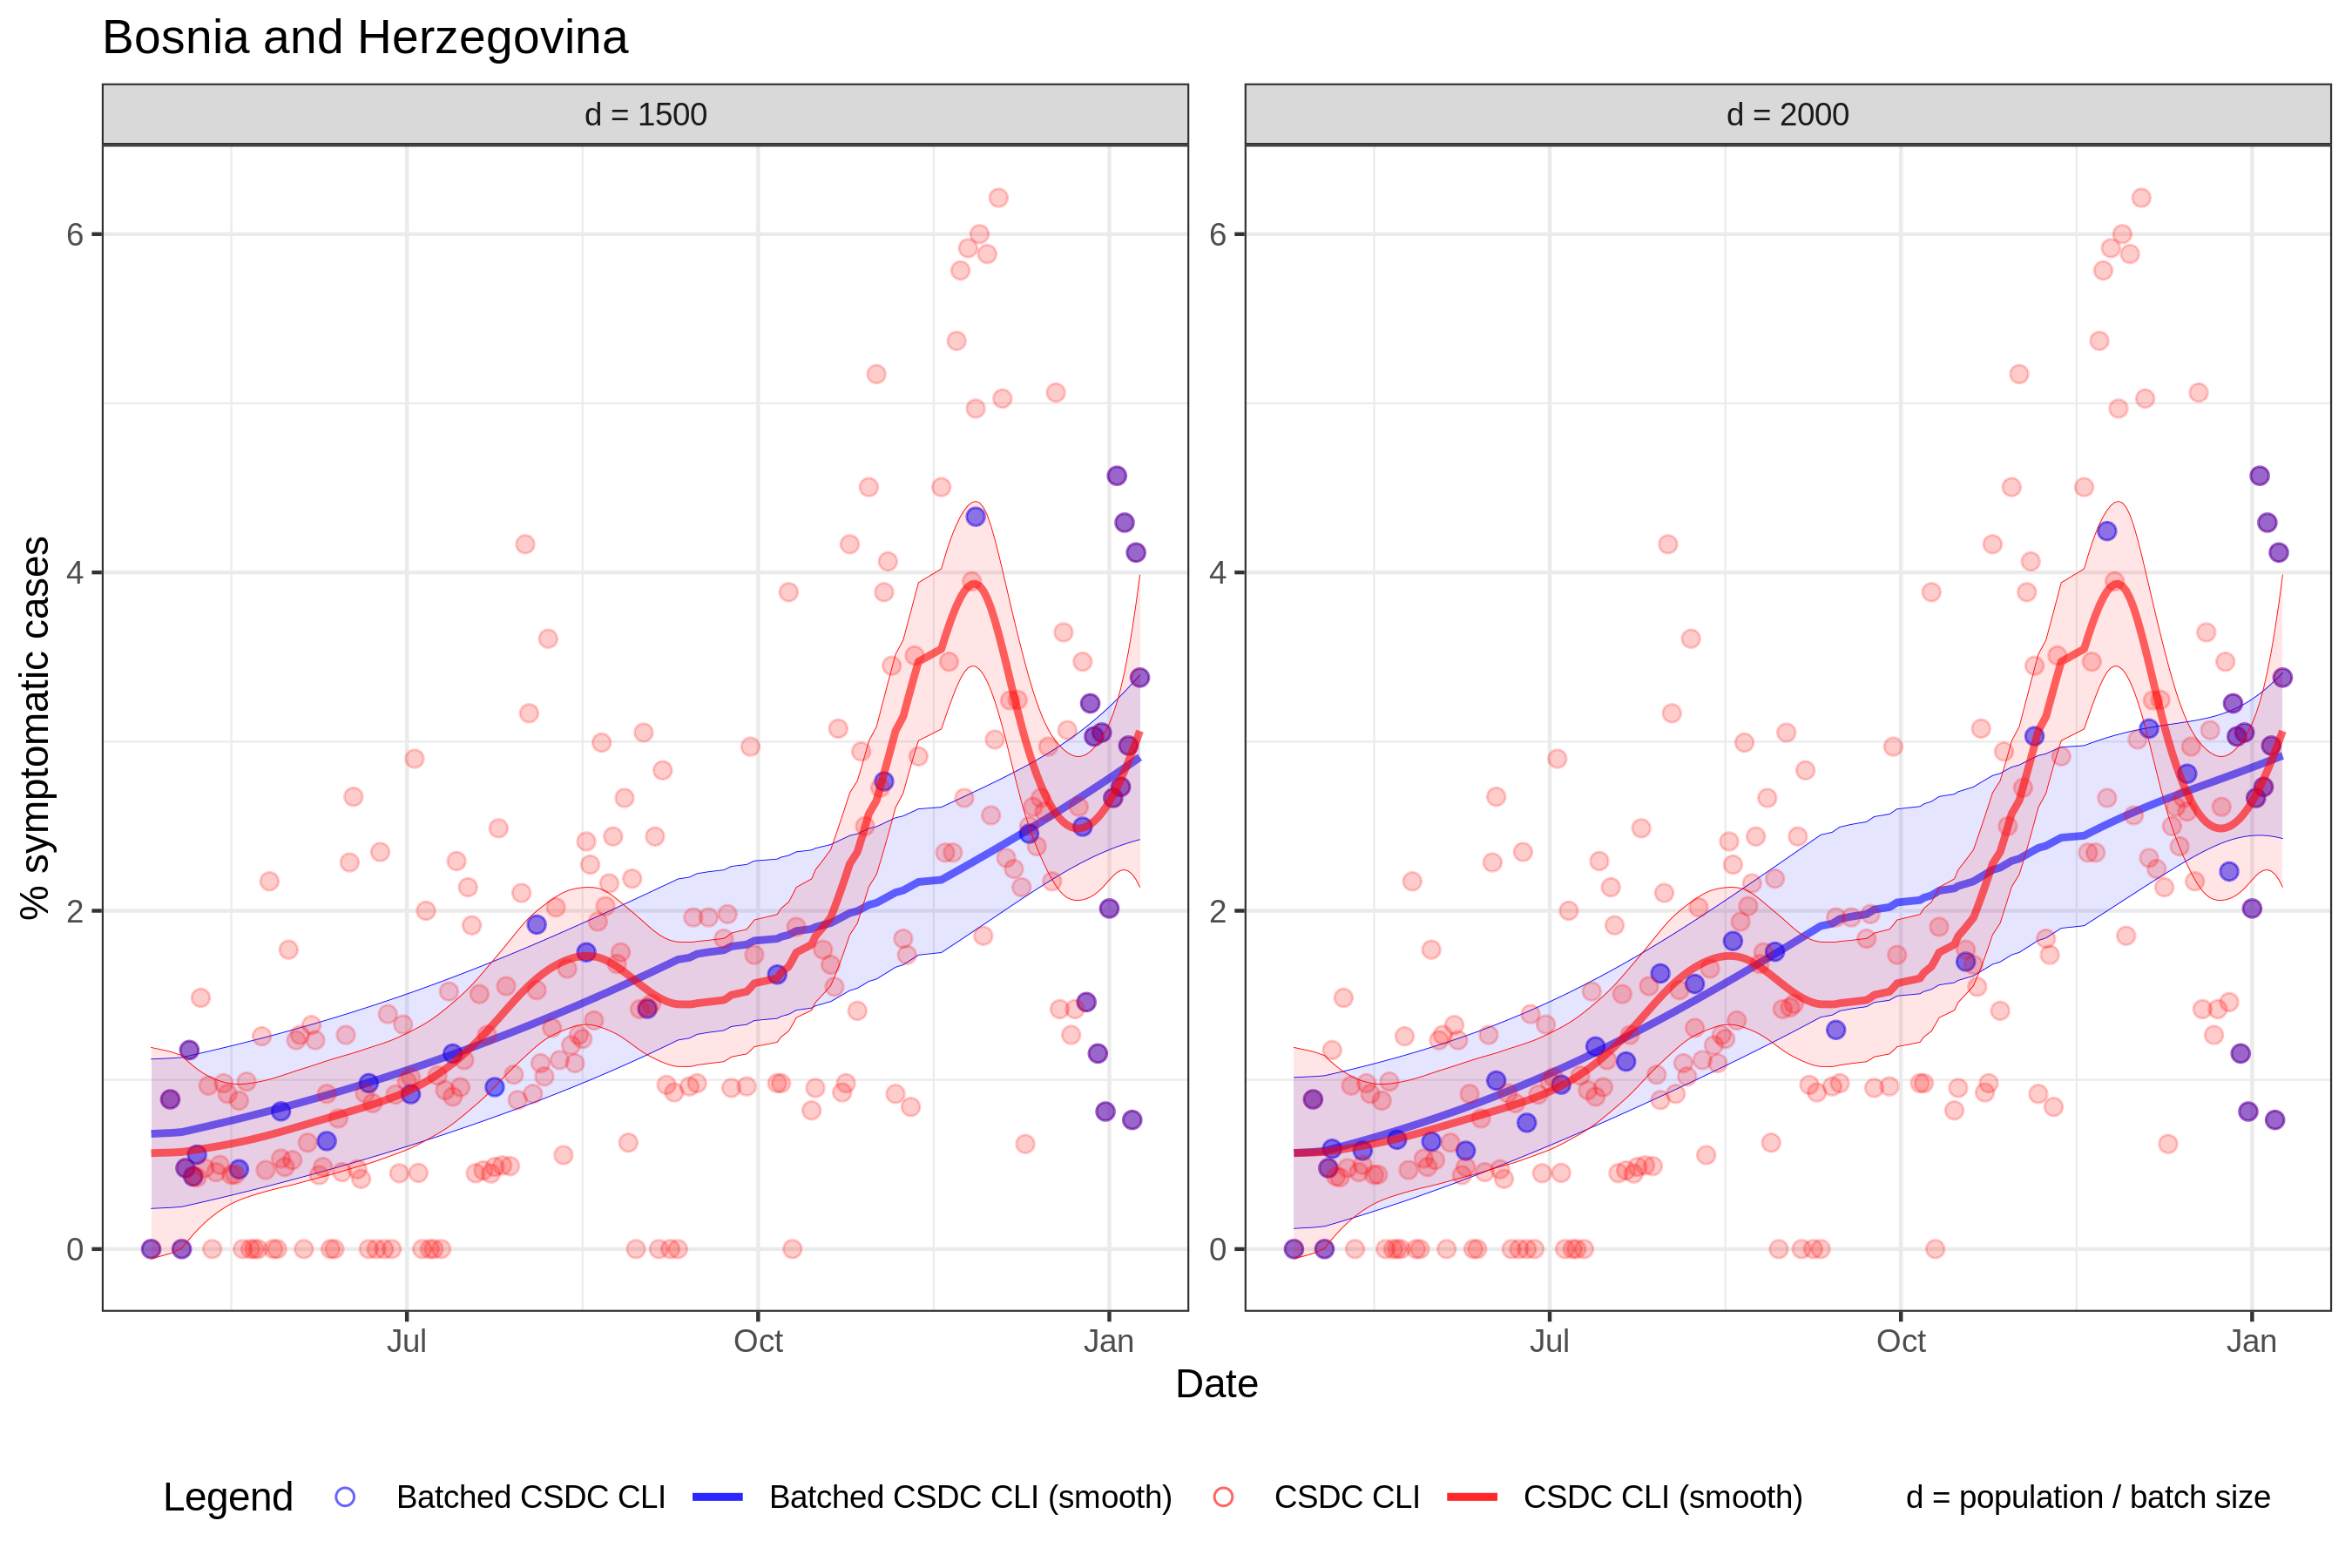 Bosnia and Herzegovina
d = 1500
d = 2000
% symptomatic cases
6
4
2
0
6
4
2
0
Jul
Oct
Jan
Jul
Oct
Jan
Date
Legend
Batched CSDC CLI
Batched CSDC CLI (smooth)
CSDC CLI
CSDC CLI (smooth)
d = population / batch size